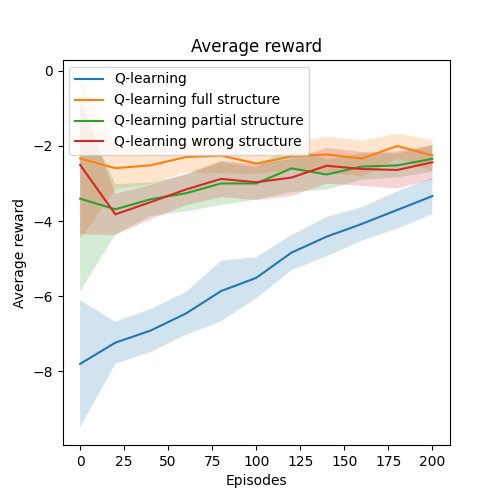 Average reward
Q-learning
Q-learning full structure
Q-learning partial structure
Q-learning wrong structure
Average reward
0
−2
−4
−6
−8
0 25 50 75 100 125 150 175 200
Episodes